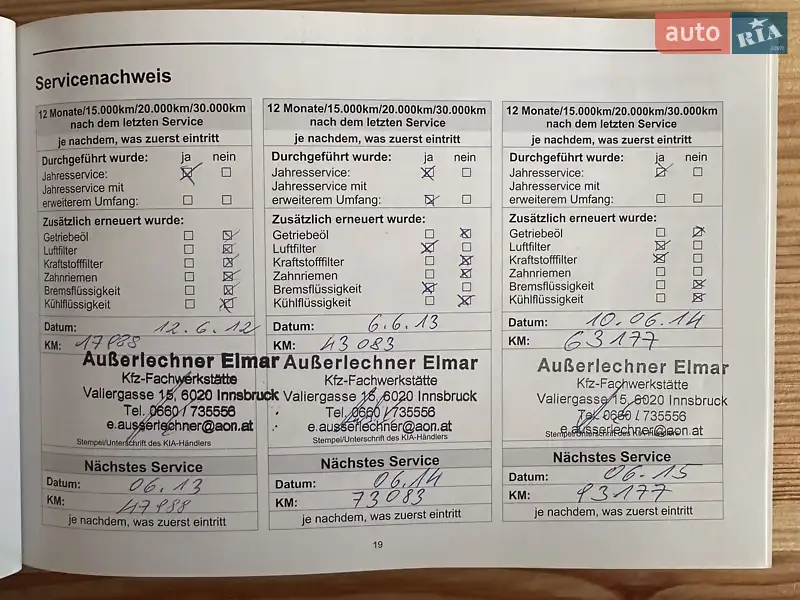 auto RIA.com
Servicenachweis
12 Monate/15.000km/20.000km/30.000km
nach dem letzten Service
je nachdem, was zuerst eintritt
Durchgeführt wurde: ja nein
Jahresservice:
Jahresservice mit
erweiterem Umfang:
Zusätzlich erneuert wurde:
Getriebeöl
Luftfilter
Kraftstofffilter
Zahnriemen
Bremsflüssigkeit
Kühlflüssigkeit
Datum: 12.6.12
KM: 17988
Außerlechner Elmar
Kfz-Fachwerkstätte
Valiergasse 15, 6020 Innsbruck
Tel. 0660 / 735556
e.ausserlechner@aon.at
Stempel/Unterschrift des KIA-Händlers
Nächstes Service
Datum: 06.13
KM: 47988
je nachdem, was zuerst eintritt
12 Monate/15.000km/20.000km/30.000km
nach dem letzten Service
je nachdem, was zuerst eintritt
Durchgeführt wurde: ja nein
Jahresservice:
Jahresservice mit
erweiterem Umfang:
Zusätzlich erneuert wurde:
Getriebeöl
Luftfilter
Kraftstofffilter
Zahnriemen
Bremsflüssigkeit
Kühlflüssigkeit
Datum: 6.6.13
KM: 43083
Außerlechner Elmar
Kfz-Fachwerkstätte
Valiergasse 15, 6020 Innsbruck
Tel. 0660 / 735556
e.ausserlechner@aon.at
Stempel/Unterschrift des KIA-Händlers
Nächstes Service
Datum: 06.14
KM: 73083
je nachdem, was zuerst eintritt
12 Monate/15.000km/20.000km/30.000km
nach dem letzten Service
je nachdem, was zuerst eintritt
Durchgeführt wurde: ja nein
Jahresservice:
Jahresservice mit
erweiterem Umfang:
Zusätzlich erneuert wurde:
Getriebeöl
Luftfilter
Kraftstofffilter
Zahnriemen
Bremsflüssigkeit
Kühlflüssigkeit
Datum: 10.06.14
KM: 63177
Außerlechner Elmar
Kfz-Fachwerkstätte
Valiergasse 15, 6020 Innsbruck
Tel. 0660 / 735556
e.ausserlechner@aon.at
Stempel/Unterschrift des KIA-Händlers
Nächstes Service
Datum: 06.15
KM: 93177
je nachdem, was zuerst eintritt
19